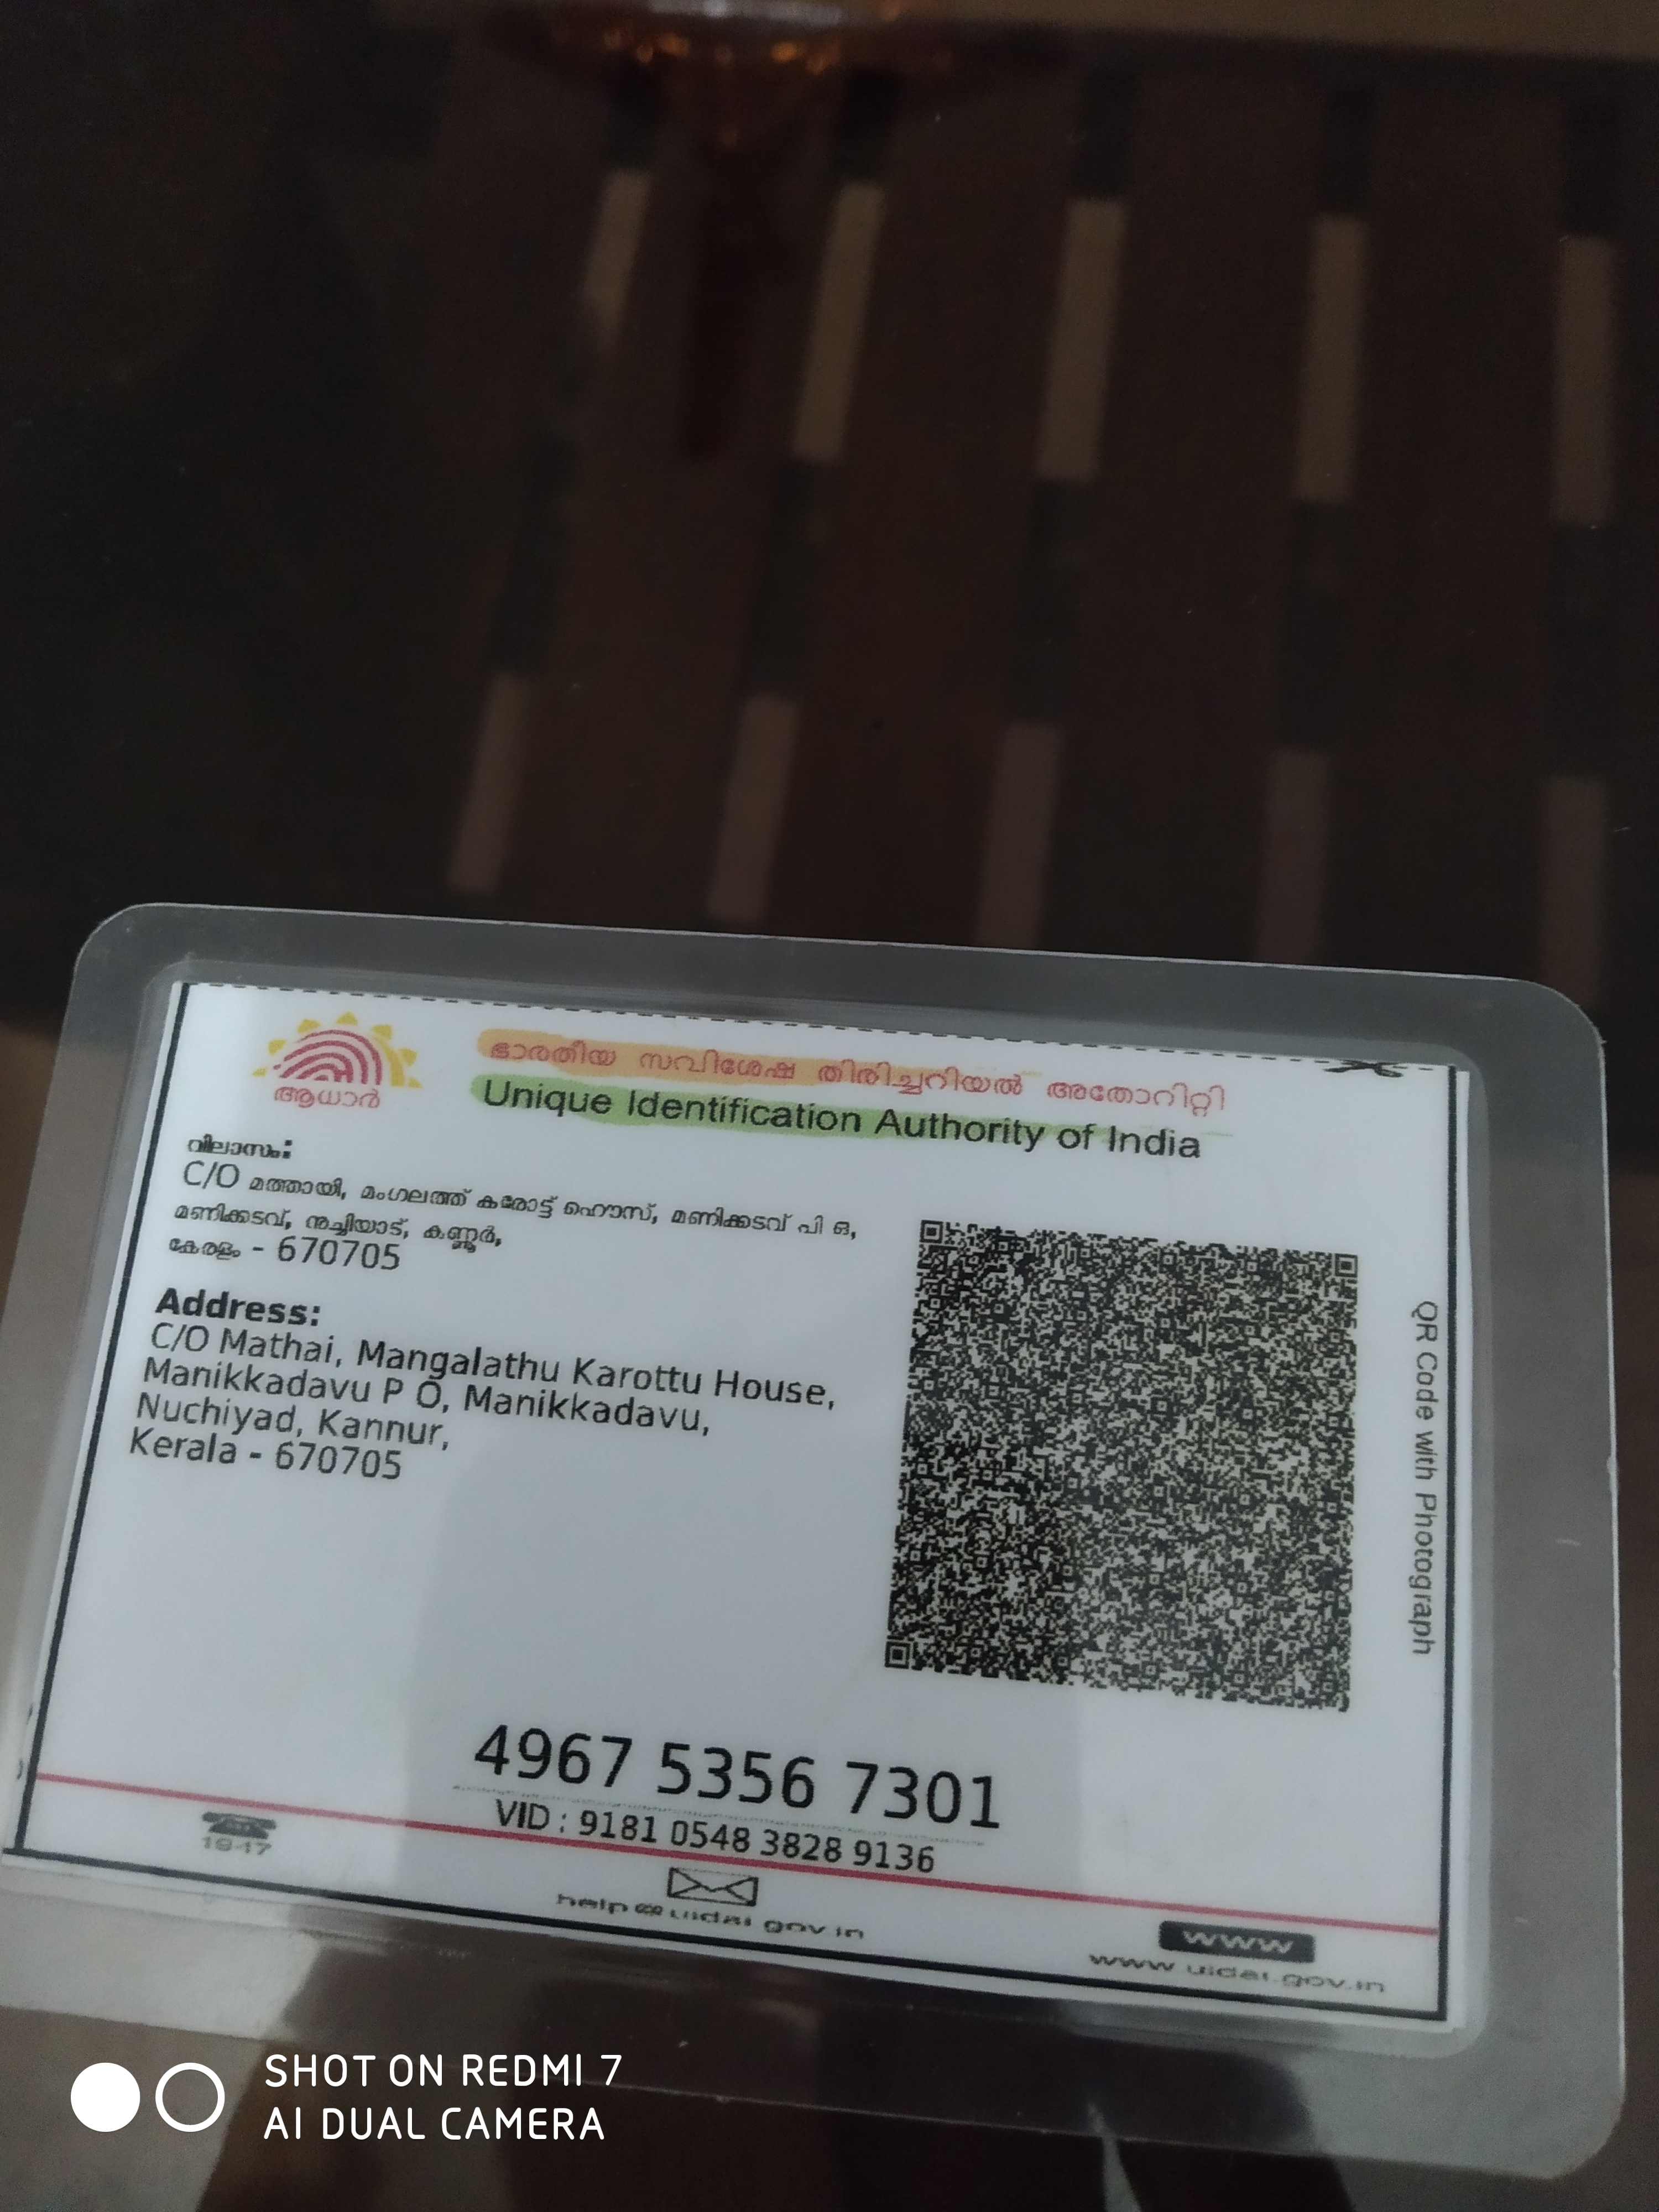 ആധാർ
ഭാരതീയ സവിശേഷ തിരിച്ചറിയൽ അതോറിറ്റി
Unique Identification Authority of India
വിലാസം:
C/O മത്തായി, മംഗലത്ത് കരോട്ട് ഹൌസ്, മണിക്കടവ് പി ഒ,
മണിക്കടവ്, നുച്ചിയാട്, കണ്ണൂർ,
കേരളം - 670705
Address:
C/O Mathai, Mangalathu Karottu House,
Manikkadavu P O, Manikkadavu,
Nuchiyad, Kannur,
Kerala - 670705
QR Code with Photograph
4967 5356 7301
VID : 9181 0548 3828 9136
1947
help@uidai.gov.in
www
www.uidai.gov.in
SHOT ON REDMI 7
AI DUAL CAMERA